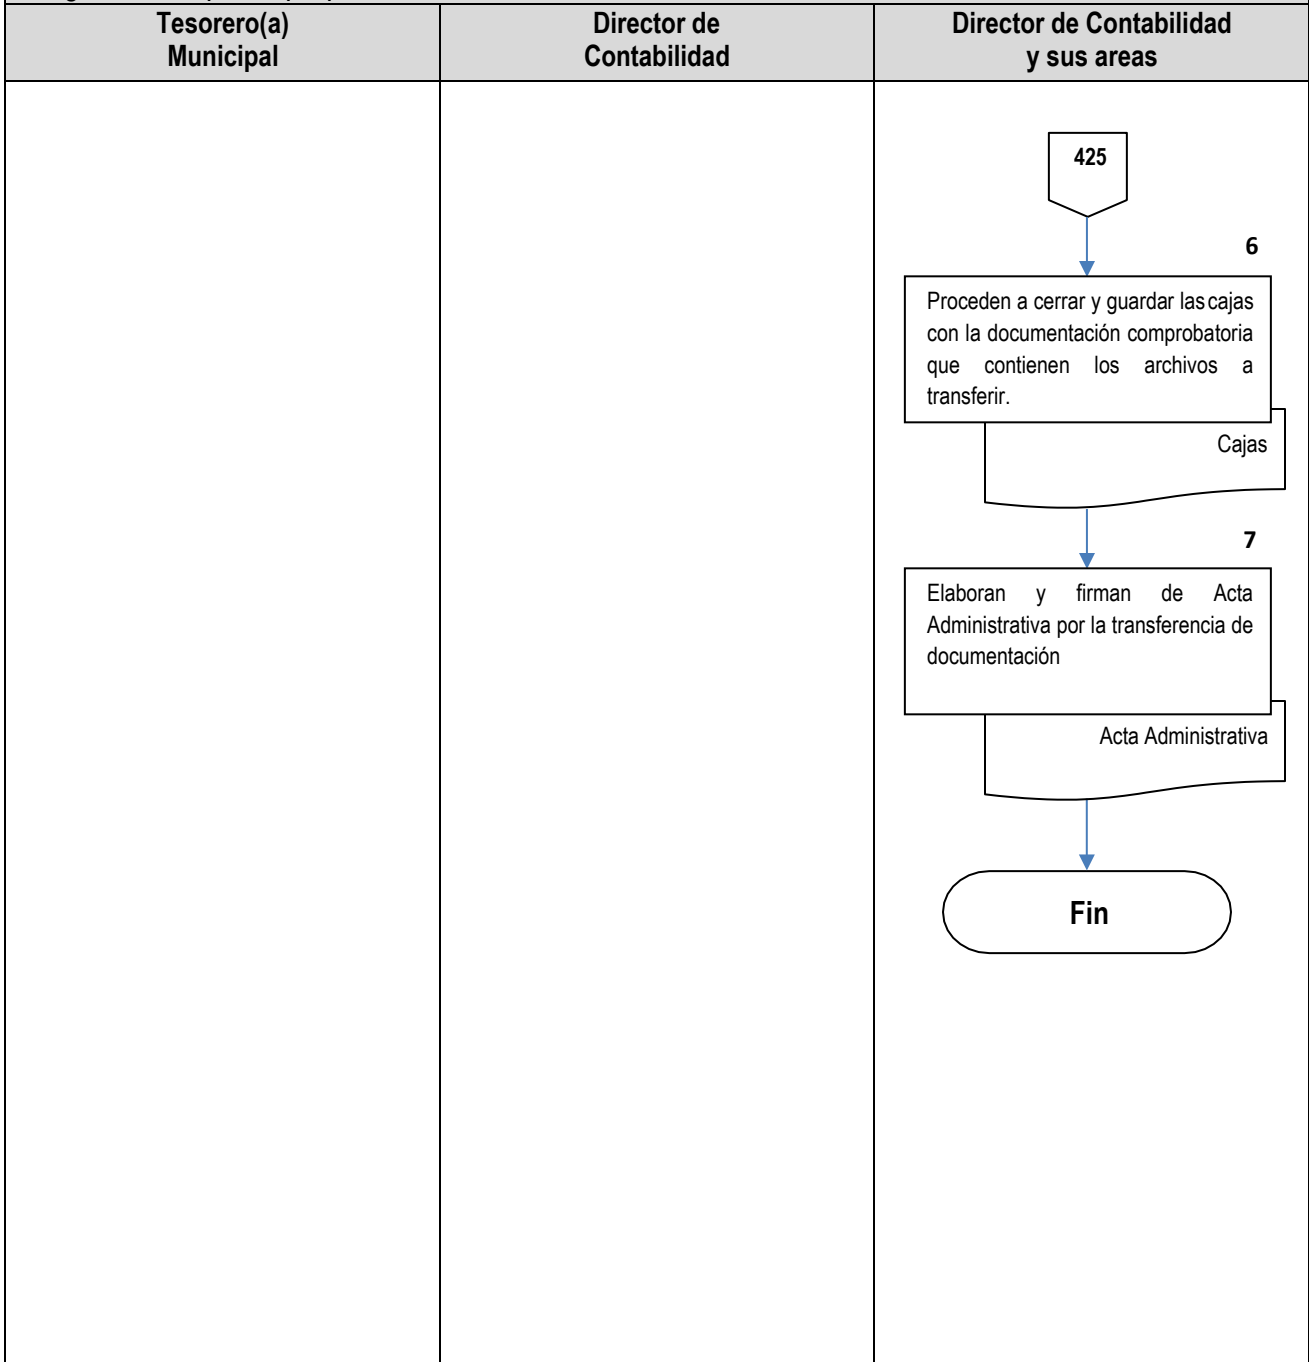 Tesorero(a)
Municipal
Director de
Contabilidad
Director de Contabilidad
y sus areas
425
6
Proceden a cerrar y guardar las cajas
con la documentación comprobatoria
que contienen los archivos a
transferir.
Cajas
7
Elaboran y firman de Acta
Administrativa por la transferencia de
documentación
Acta Administrativa
Fin